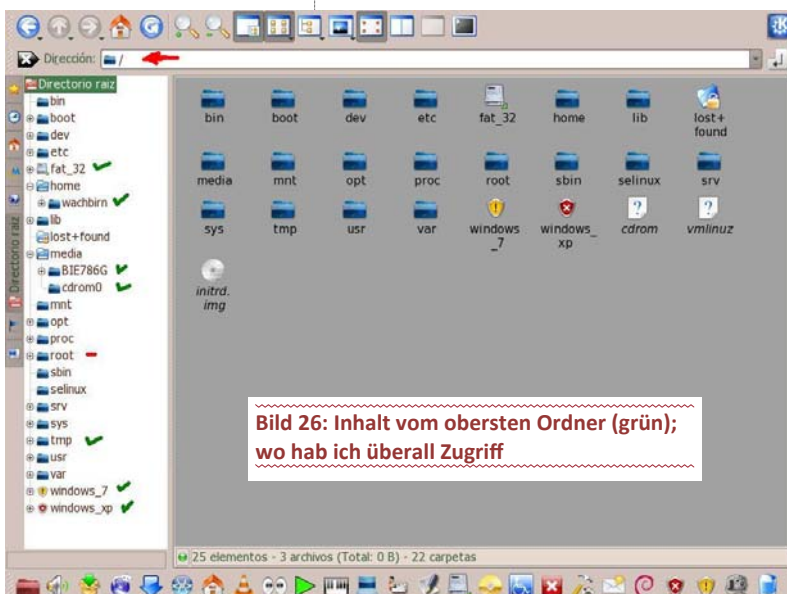 Dirección: /
Directorio raiz
bin
boot
dev
etc
fat_32
home
wachbirn
lib
lost+found
media
BIE786G
cdrom0
mnt
opt
proc
root
sbin
selinux
srv
sys
tmp
usr
var
windows_7
windows_xp
Directorio raiz
bin boot dev etc fat_32 home lib lost+
found
media mnt opt proc root sbin selinux srv
sys tmp usr var windows windows_ cdrom vmlinuz
_7 xp
initrd.
img
Bild 26: Inhalt vom obersten Ordner (grün);
wo hab ich überall Zugriff
25 elementos - 3 archivos (Total: 0 B) - 22 carpetas